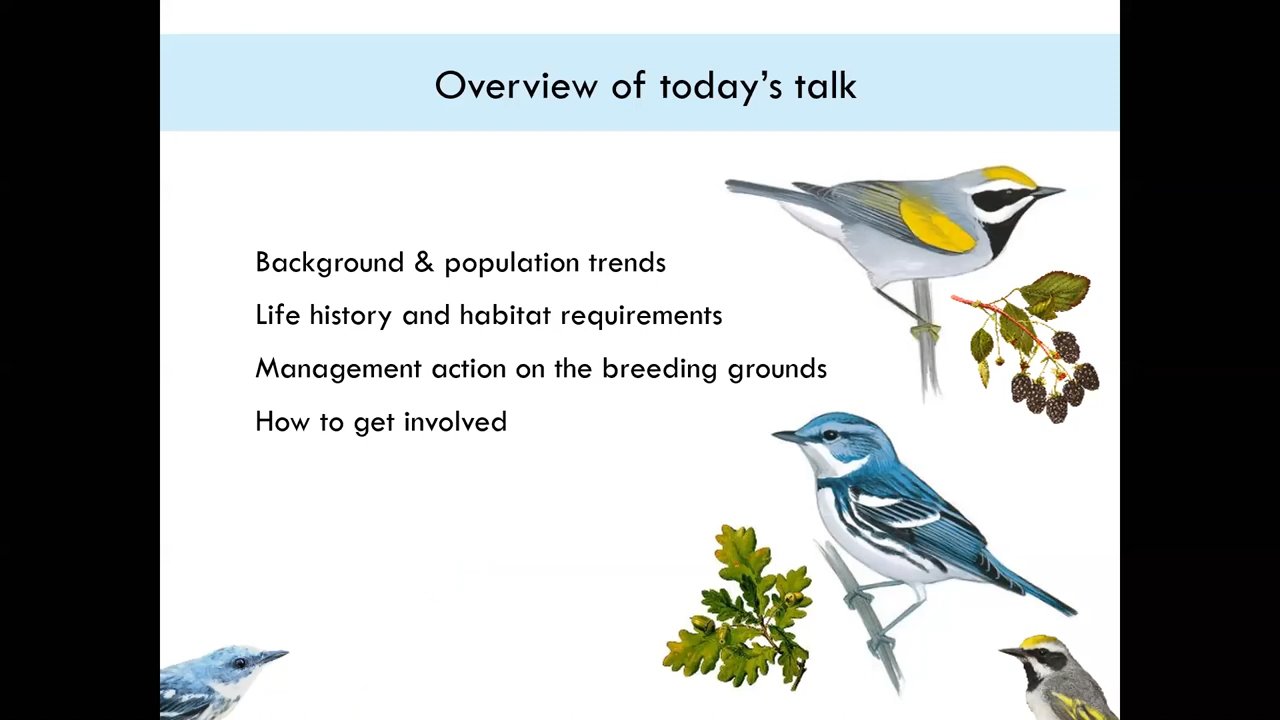 Overview of today’s talk
Background & population trends
Life history and habitat requirements
Management action on the breeding grounds
How to get involved